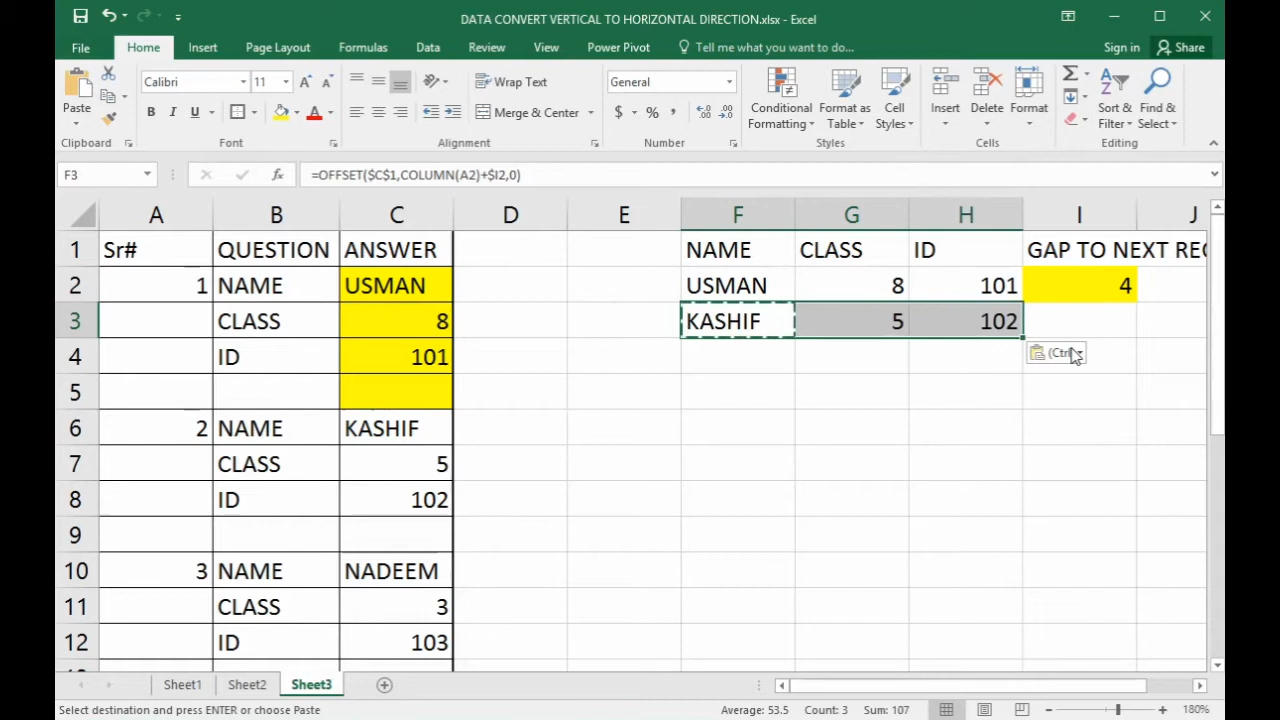 DATA CONVERT VERTICAL TO HORIZONTAL DIRECTION.xlsx - Excel
File Home Insert Page Layout Formulas Data Review View Power Pivot Tell me what you want to do... Sign in Share
Calibri 11 A A Wrap Text General Σ
Paste B I U A Merge & Center $ % , Conditional Formatting Format as Table Cell Styles Insert Delete Format Sort & Filter Find & Select
Clipboard Font Alignment Number Styles Cells Editing
F3 fx =OFFSET($C$1,COLUMN(A2)+$I2,0)
A B C D E F G H I J
1 Sr# QUESTION ANSWER NAME CLASS ID GAP TO NEXT REC
2 1 NAME USMAN USMAN 8 101 4
3 CLASS 8 KASHIF 5 102
4 ID 101 (Ctrl)
5
6 2 NAME KASHIF
7 CLASS 5
8 ID 102
9
10 3 NAME NADEEM
11 CLASS 3
12 ID 103
Sheet1 Sheet2 Sheet3
Select destination and press ENTER or choose Paste Average: 53.5 Count: 3 Sum: 107 180%